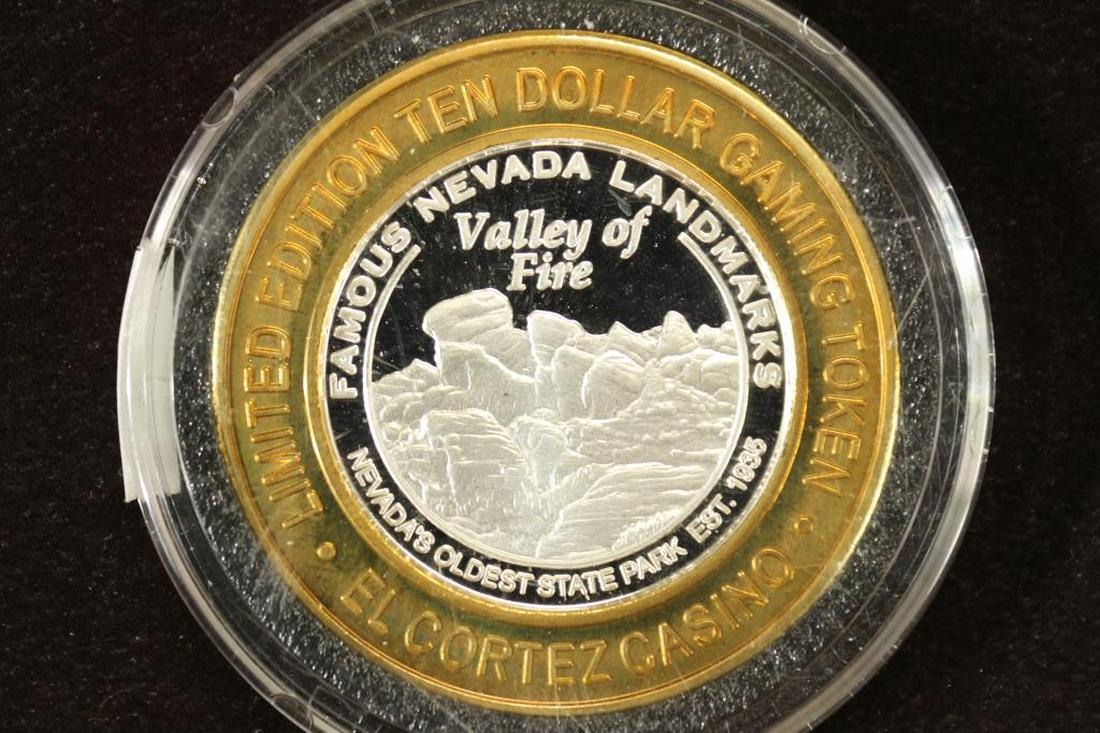 LIMITED EDITION TEN DOLLAR GAMING TOKEN
• EL CORTEZ CASINO •
FAMOUS NEVADA LANDMARKS
Valley of
Fire
NEVADA'S OLDEST STATE PARK EST. 1935